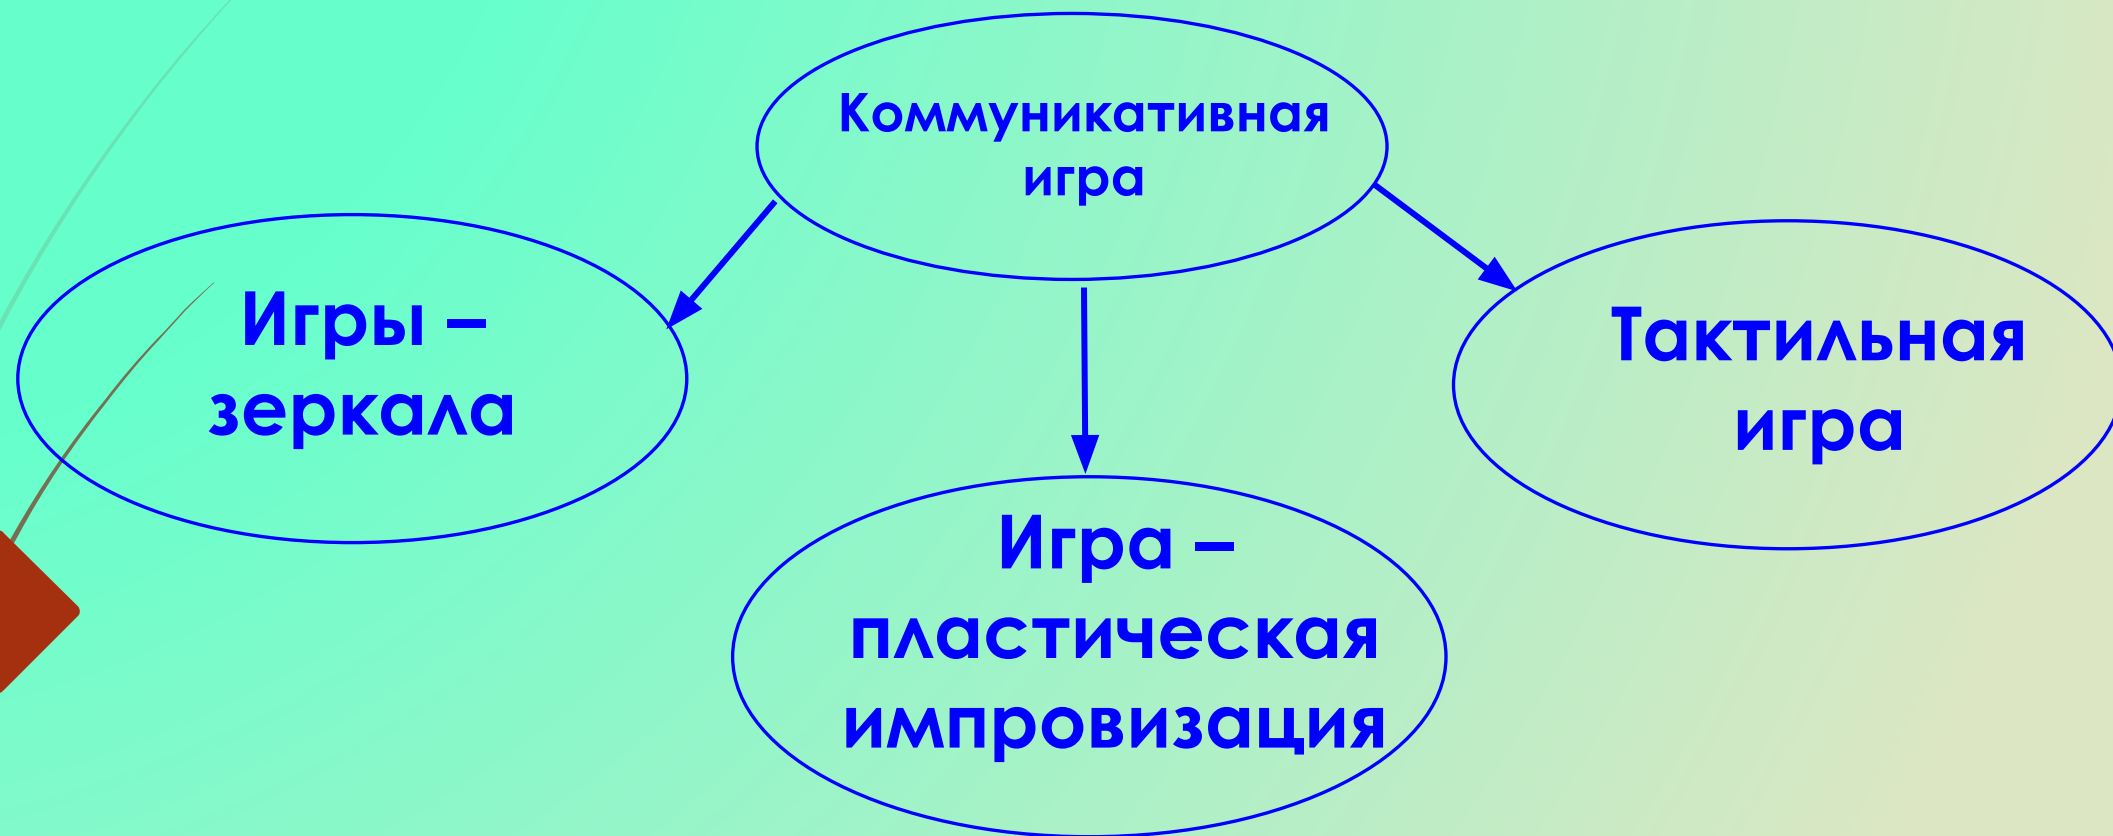 Коммуникативная
игра
Игры –
зеркала
Тактильная
игра
Игра –
пластическая
импровизация